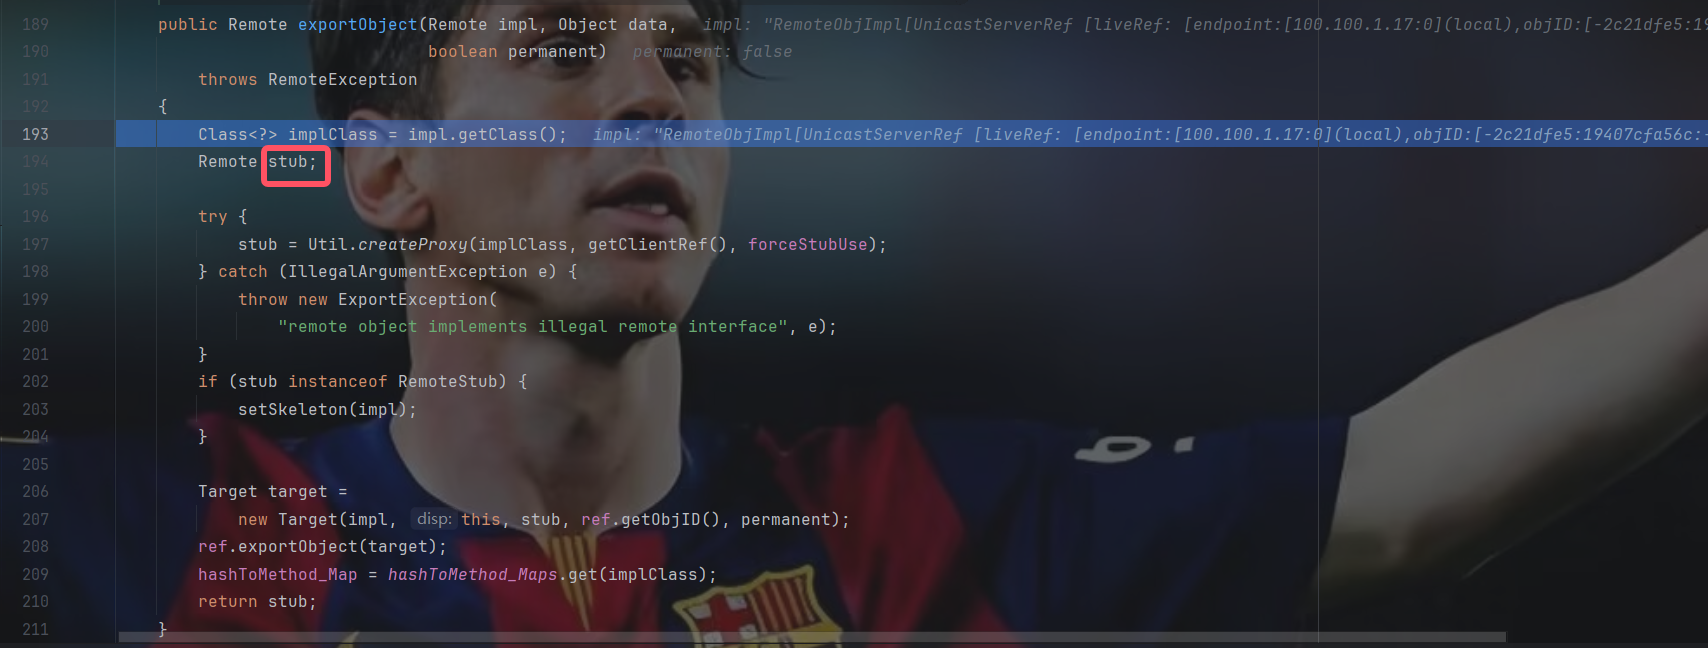 189 public Remote exportObject(Remote impl, Object data, impl: "RemoteObjImpl[UnicastServerRef [liveRef: [endpoint:[100.100.1.17:0](local),objID:[-2c21dfe5:19
190 boolean permanent) permanent: false
191 throws RemoteException
192 {
193 Class<?> implClass = impl.getClass(); impl: "RemoteObjImpl[UnicastServerRef [liveRef: [endpoint:[100.100.1.17:0](local),objID:[-2c21dfe5:19407cfa56c:-
194 Remote stub;
195
196 try {
197 stub = Util.createProxy(implClass, getClientRef(), forceStubUse);
198 } catch (IllegalArgumentException e) {
199 throw new ExportException(
200 "remote object implements illegal remote interface", e);
201 }
202 if (stub instanceof RemoteStub) {
203 setSkeleton(impl);
204 }
205
206 Target target =
207 new Target(impl, disp: this, stub, ref.getObjID(), permanent);
208 ref.exportObject(target);
209 hashToMethod_Map = hashToMethod_Maps.get(implClass);
210 return stub;
211 }